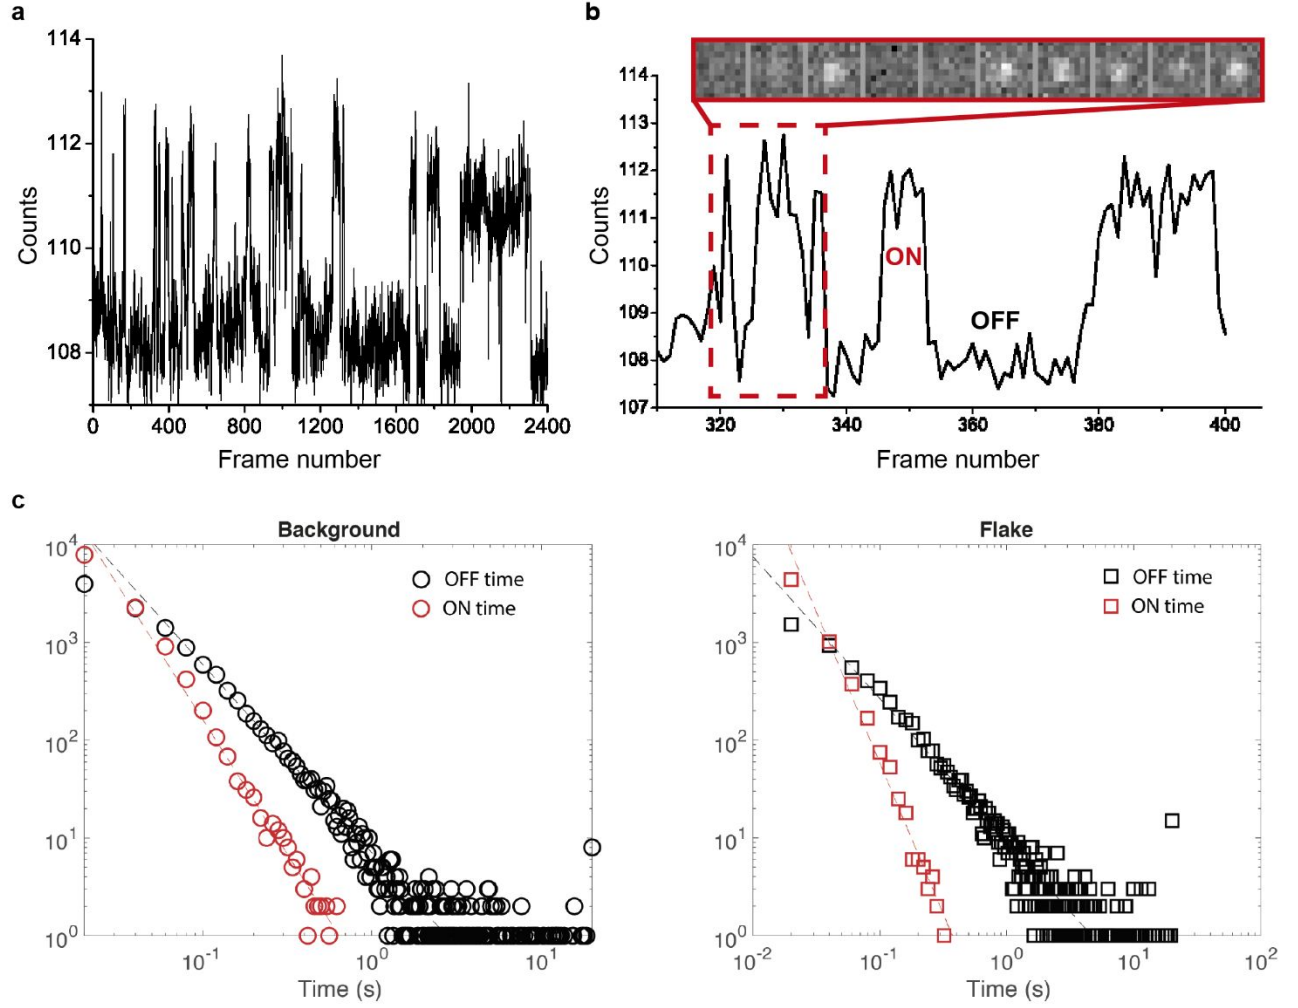 a
114
112
110
108
Counts
0 400 800 1200 1600 2000 2400
Frame number
b
114
113
112
111
110
109
108
107
Counts
ON
OFF
320 340 360 380 400
Frame number
c
Background
10^4
10^3
10^2
10^1
10^0
OFF time
ON time
10^-1 10^0 10^1
Time (s)
Flake
10^4
10^3
10^2
10^1
10^0
OFF time
ON time
10^-2 10^-1 10^0 10^1 10^2
Time (s)